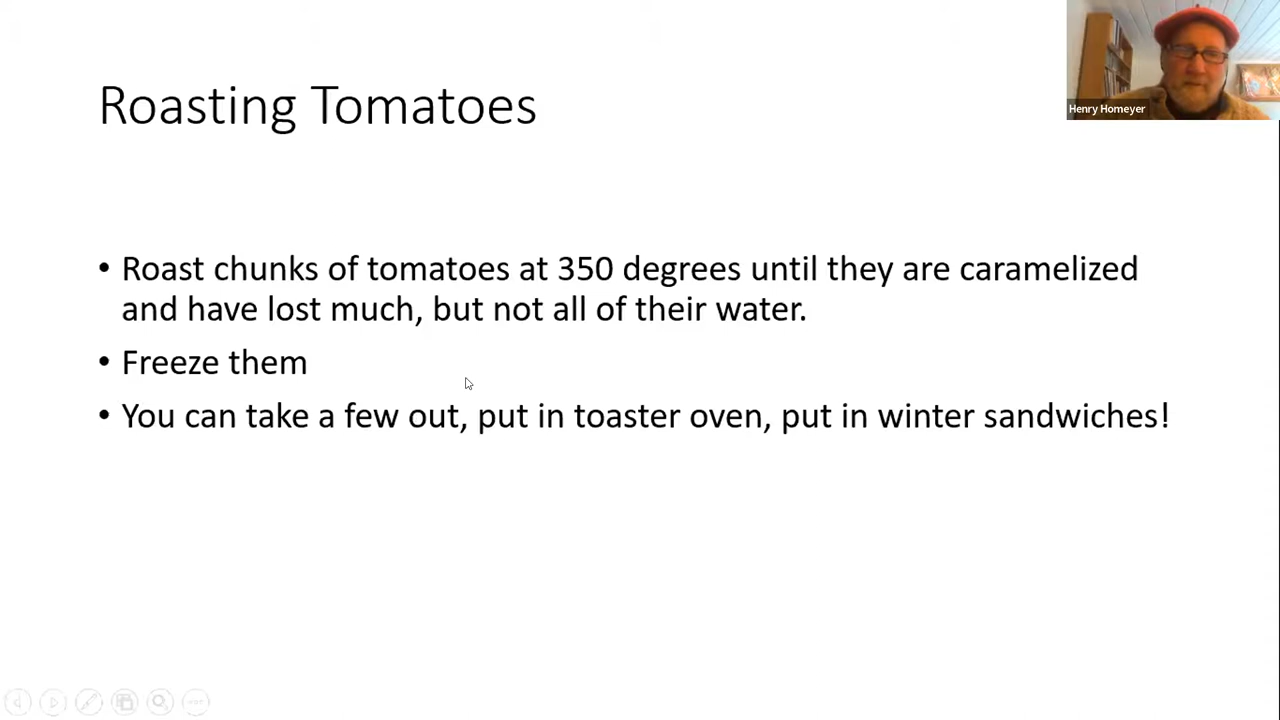 Roasting Tomatoes
Henry Homeyer
• Roast chunks of tomatoes at 350 degrees until they are caramelized
and have lost much, but not all of their water.
• Freeze them
• You can take a few out, put in toaster oven, put in winter sandwiches!